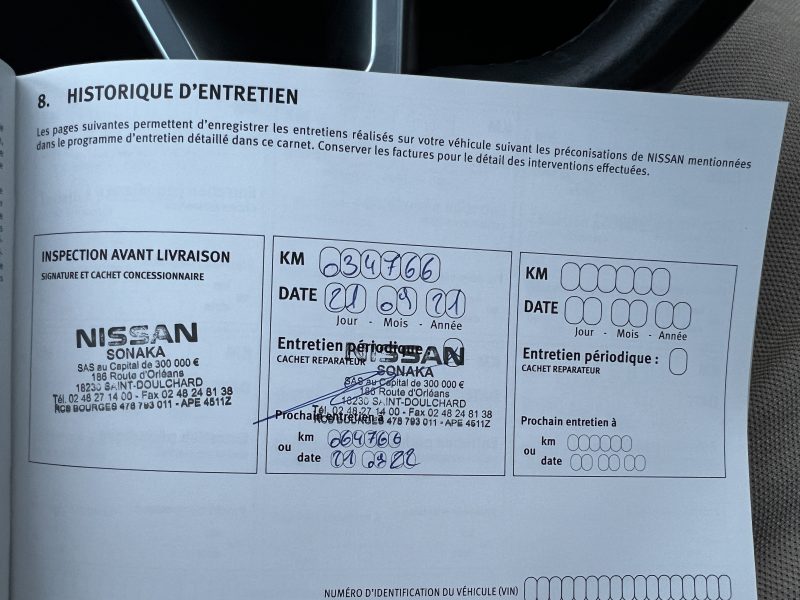 8. HISTORIQUE D'ENTRETIEN
Les pages suivantes permettent d'enregistrer les entretiens réalisés sur votre véhicule suivant les préconisations de NISSAN mentionnées
dans le programme d'entretien détaillé dans ce carnet. Conserver les factures pour le détail des interventions effectuées.
INSPECTION AVANT LIVRAISON
SIGNATURE ET CACHET CONCESSIONNAIRE
NISSAN
SONAKA
SAS au Capital de 300 000 €
186 Route d'Orléans
18230 SAINT-DOULCHARD
Tél. 02 48 27 14 00 - Fax 02 48 24 81 38
RCS BOURGES 478 793 011 - APE 4511Z
KM 034766
DATE 21 09 21
Jour - Mois - Année
Entretien périodique
CACHET REPARATEUR
NISSAN
SONAKA
SAS au Capital de 300 000 €
186 Route d'Orléans
18230 SAINT-DOULCHARD
Tél. 02 48 27 14 00 - Fax 02 48 24 81 38
RCS BOURGES 478 793 011 - APE 4511Z
Prochain entretien à
km 064766
ou
date 21 09 22
KM
DATE
Jour - Mois - Année
Entretien périodique :
CACHET REPARATEUR
Prochain entretien à
km
ou
date
NUMÉRO D'IDENTIFICATION DU VÉHICULE (VIN)